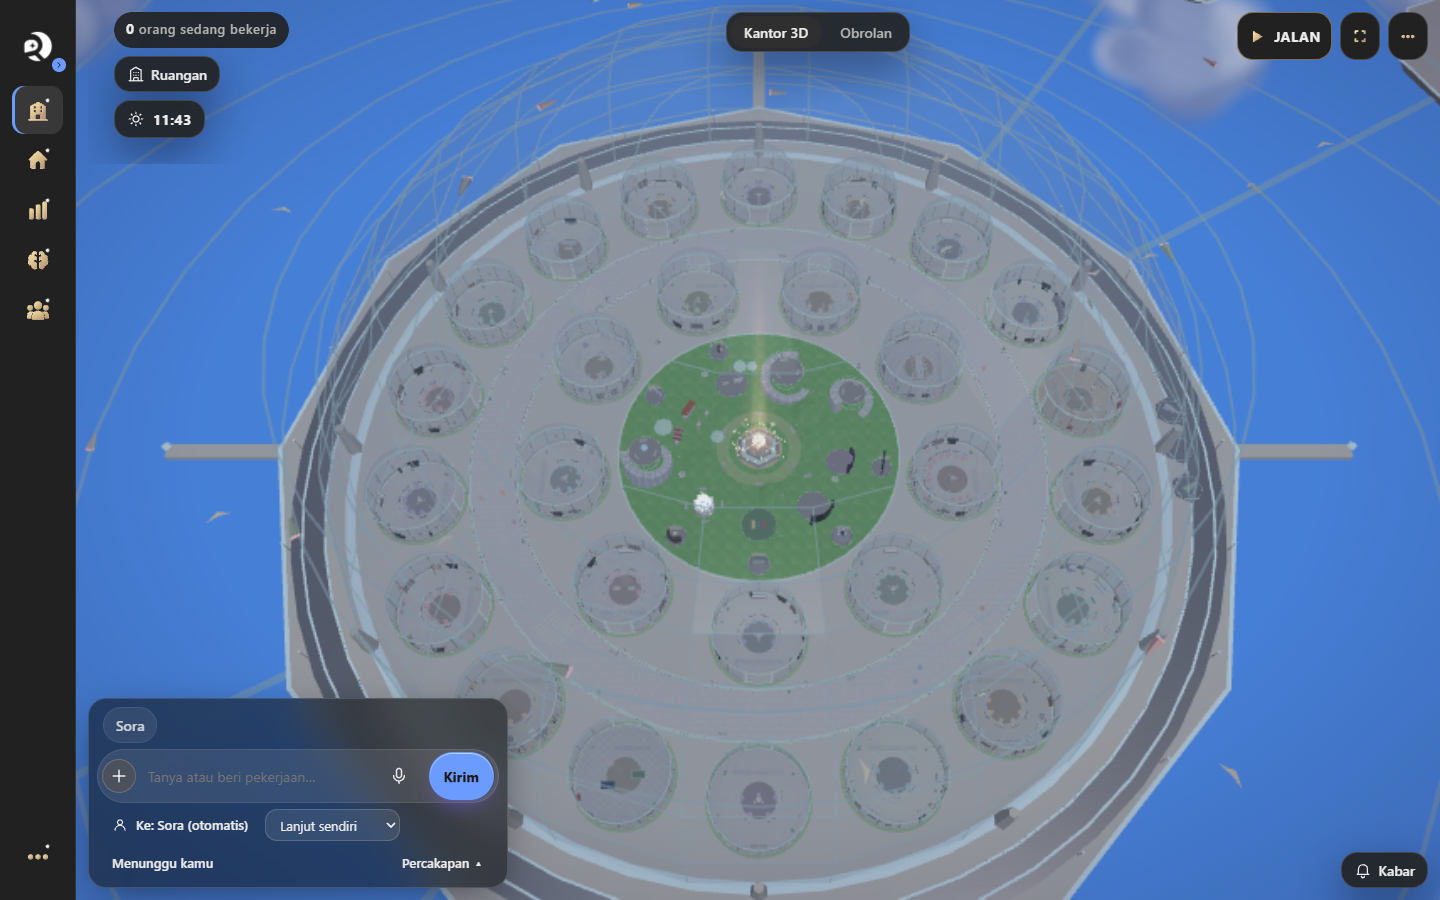 0 orang sedang bekerja
Kantor 3D
Obrolan
JALAN
Ruangan
11:43
Sora
Tanya atau beri pekerjaan...
Kirim
Ke: Sora (otomatis)
Lanjut sendiri
Menunggu kamu
Percakapan
Kabar